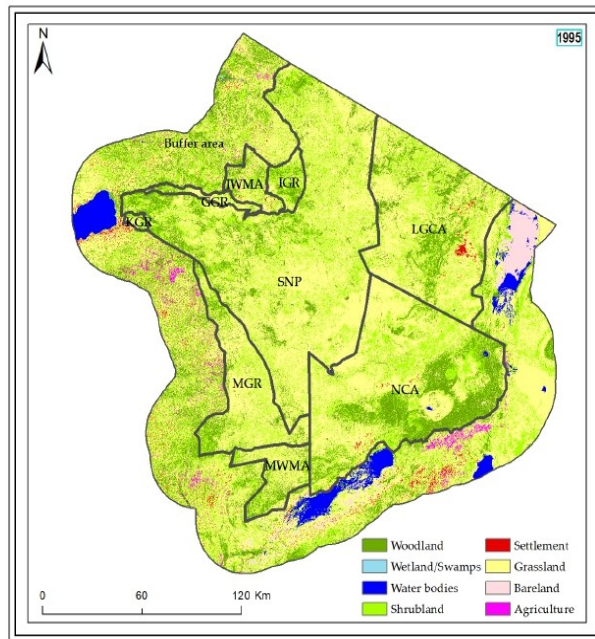 N
1995
Buffer area
IWMA
IGR
GGR
KGR
LGCA
SNP
MGR
NCA
MWMA
Woodland
Settlement
Wetland/Swamps
Grassland
Water bodies
Bareland
Shrubland
Agriculture
0 60 120 Km